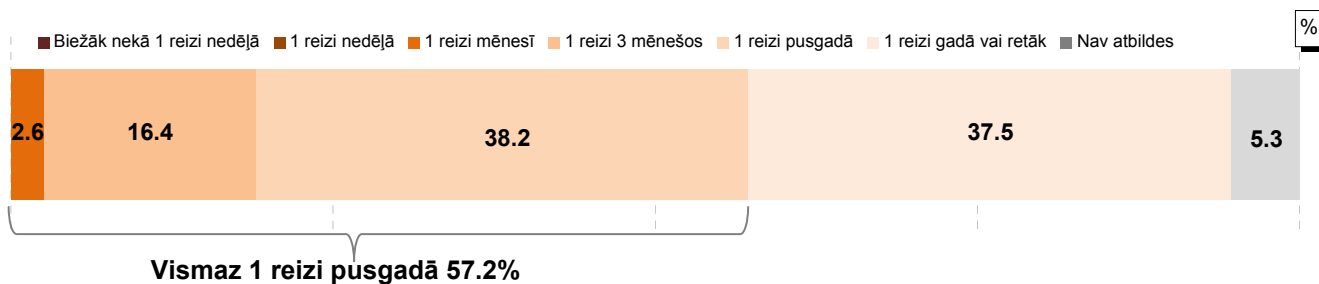 %
Biežāk nekā 1 reizi nedēļā 1 reizi nedēļā 1 reizi mēnesī 1 reizi 3 mēnešos 1 reizi pusgadā 1 reizi gadā vai retāk Nav atbildes
2.6 16.4 38.2 37.5 5.3
Vismaz 1 reizi pusgadā 57.2%